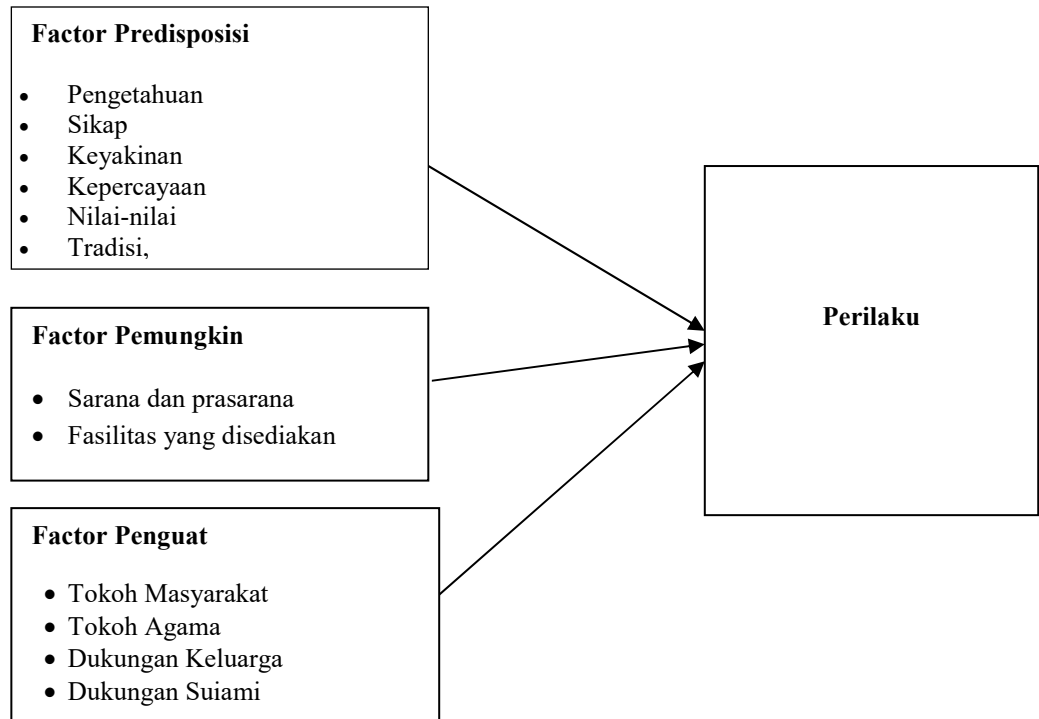 Factor Predisposisi
• Pengetahuan
• Sikap
• Keyakinan
• Kepercayaan
• Nilai-nilai
• Tradisi,
Factor Pemungkin
• Sarana dan prasarana
• Fasilitas yang disediakan
Factor Penguat
• Tokoh Masyarakat
• Tokoh Agama
• Dukungan Keluarga
• Dukungan Suiami
Perilaku